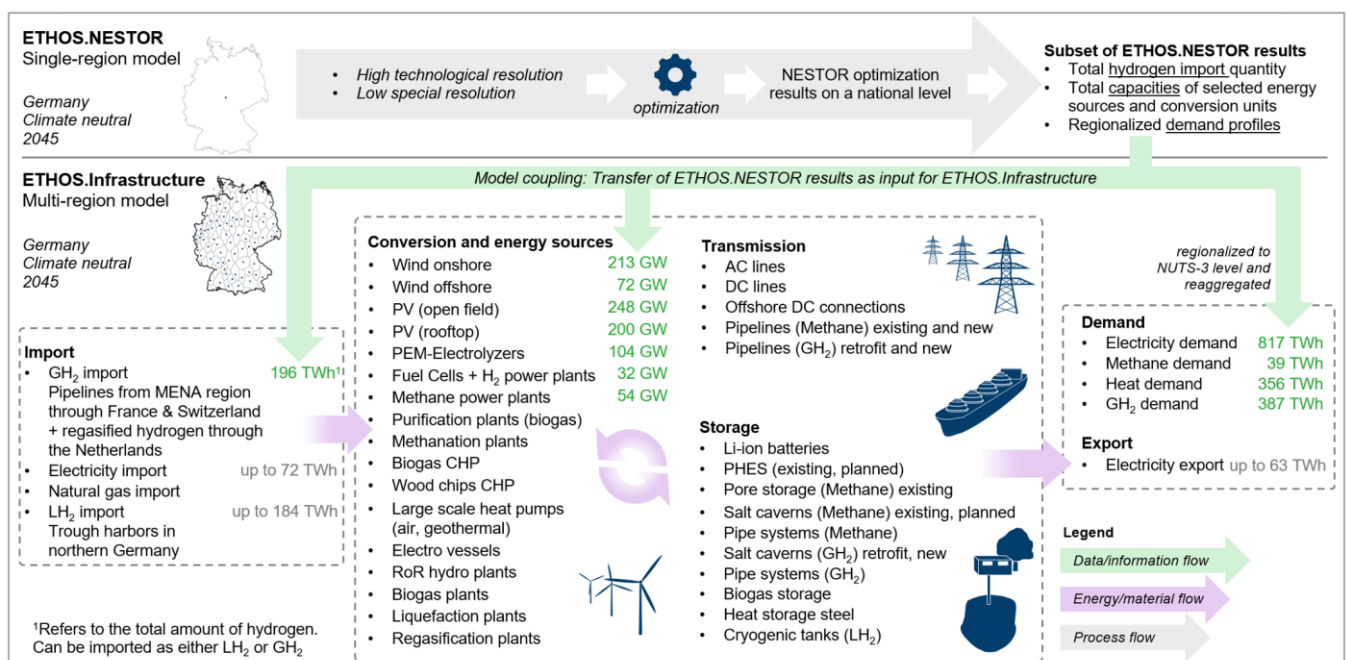 ETHOS.NESTOR
Single-region model
Germany
Climate neutral
2045
• High technological resolution
• Low special resolution
optimization
NESTOR optimization
results on a national level
Subset of ETHOS.NESTOR results
• Total hydrogen import quantity
• Total capacities of selected energy
sources and conversion units
• Regionalized demand profiles
ETHOS.Infrastructure
Multi-region model
Germany
Climate neutral
2045
Model coupling: Transfer of ETHOS.NESTOR results as input for ETHOS.Infrastructure
regionalized to
NUTS-3 level and
reaggregated
Import
• GH₂ import 196 TWh¹
Pipelines from MENA region
through France & Switzerland
+ regasified hydrogen through
the Netherlands
• Electricity import up to 72 TWh
• Natural gas import
• LH₂ import up to 184 TWh
Trough harbors in
northern Germany
¹Refers to the total amount of hydrogen.
Can be imported as either LH₂ or GH₂
Conversion and energy sources
• Wind onshore 213 GW
• Wind offshore 72 GW
• PV (open field) 248 GW
• PV (rooftop) 200 GW
• PEM-Electrolyzers 104 GW
• Fuel Cells + H₂ power plants 32 GW
• Methane power plants 54 GW
• Purification plants (biogas)
• Methanation plants
• Biogas CHP
• Wood chips CHP
• Large scale heat pumps
(air, geothermal)
• Electro vessels
• RoR hydro plants
• Biogas plants
• Liquefaction plants
• Regasification plants
Transmission
• AC lines
• DC lines
• Offshore DC connections
• Pipelines (Methane) existing and new
• Pipelines (GH₂) retrofit and new
Storage
• Li-ion batteries
• PHES (existing, planned)
• Pore storage (Methane) existing
• Salt caverns (Methane) existing, planned
• Pipe systems (Methane)
• Salt caverns (GH₂) retrofit, new
• Pipe systems (GH₂)
• Biogas storage
• Heat storage steel
• Cryogenic tanks (LH₂)
Demand
• Electricity demand 817 TWh
• Methane demand 39 TWh
• Heat demand 356 TWh
• GH₂ demand 387 TWh
Export
• Electricity export up to 63 TWh
Legend
Data/information flow
Energy/material flow
Process flow